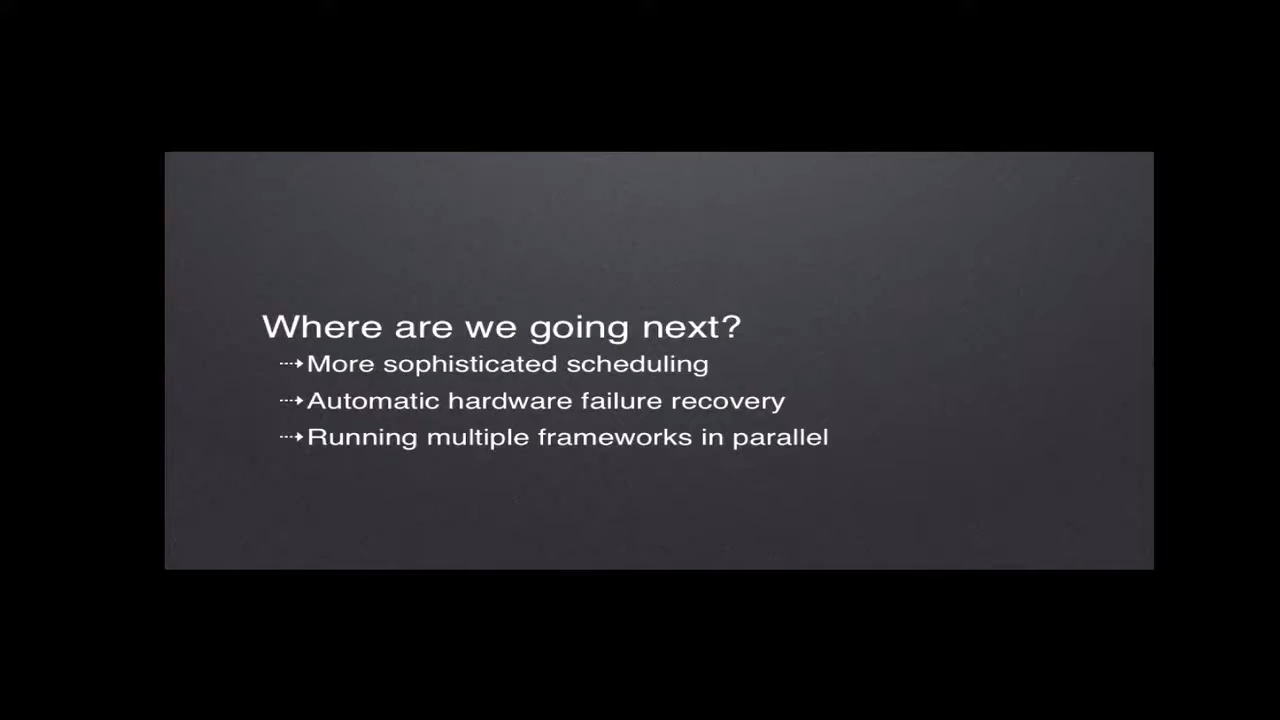 Where are we going next?
⇢More sophisticated scheduling
⇢Automatic hardware failure recovery
⇢Running multiple frameworks in parallel